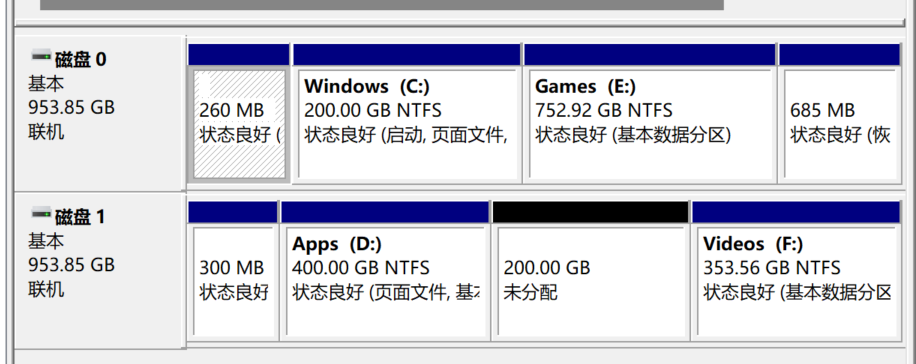 磁盘 0
基本
953.85 GB
联机
260 MB
状态良好 (
Windows (C:)
200.00 GB NTFS
状态良好 (启动, 页面文件,
Games (E:)
752.92 GB NTFS
状态良好 (基本数据分区)
685 MB
状态良好 (恢
磁盘 1
基本
953.85 GB
联机
300 MB
状态良好
Apps (D:)
400.00 GB NTFS
状态良好 (页面文件, 基
200.00 GB
未分配
Videos (F:)
353.56 GB NTFS
状态良好 (基本数据分区